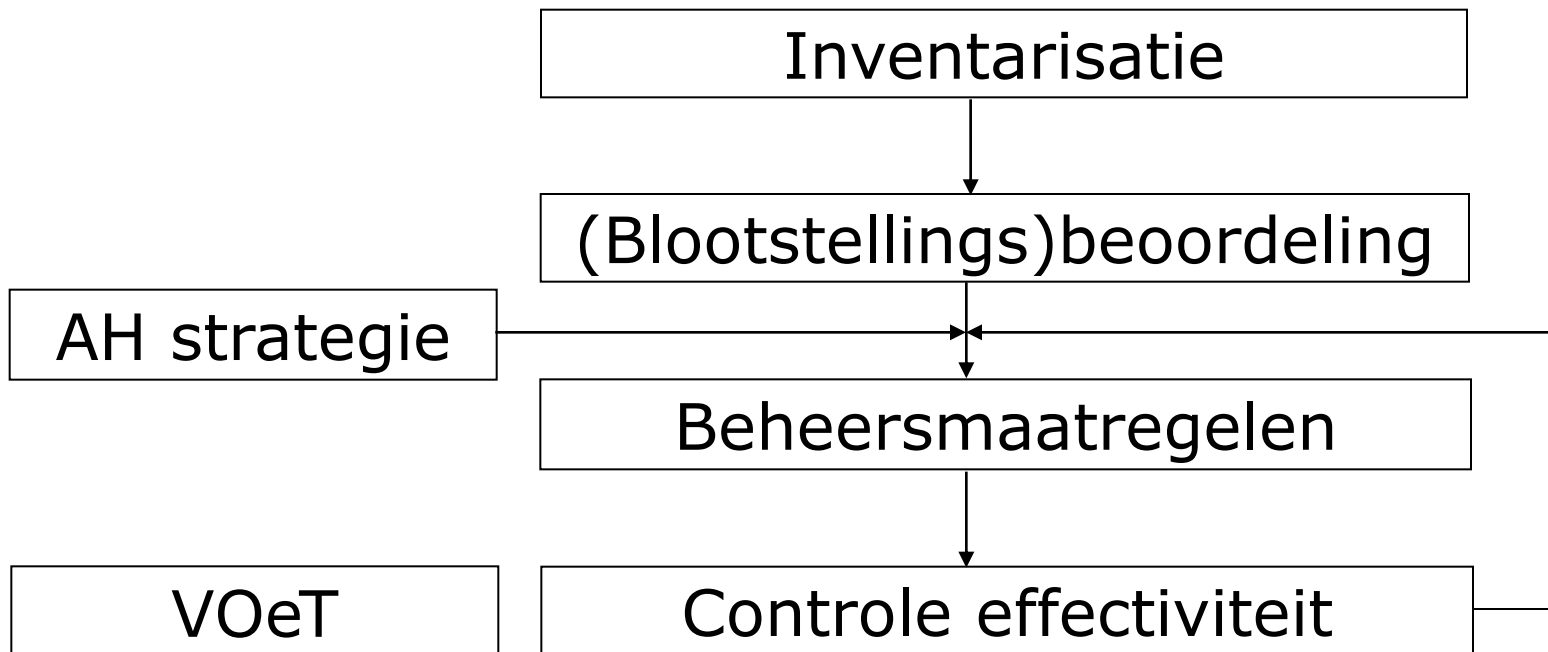 Inventarisatie
(Blootstellings)beoordeling
AH strategie
Beheersmaatregelen
VOeT
Controle effectiviteit